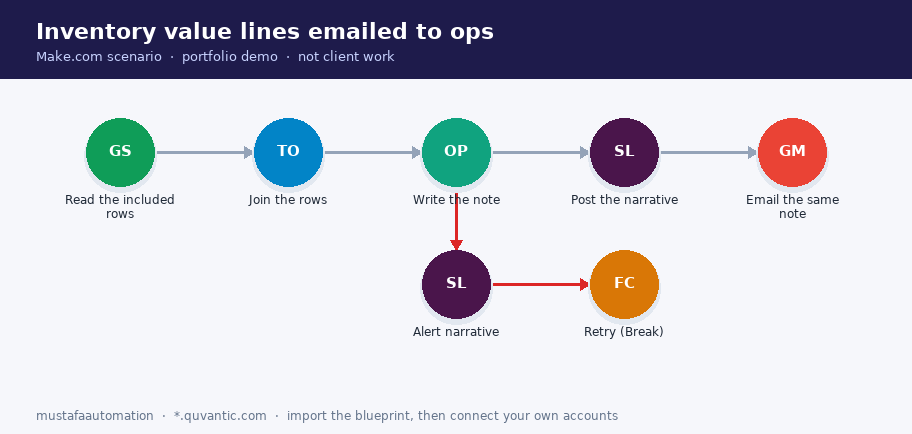 Inventory value lines emailed to ops
Make.com scenario · portfolio demo · not client work
GS
TO
OP
SL
GM
Read the included
rows
Join the rows
Write the note
Post the narrative
Email the same
note
SL
FC
Alert narrative
Retry (Break)
mustafaautomation · *.quvantic.com · import the blueprint, then connect your own accounts